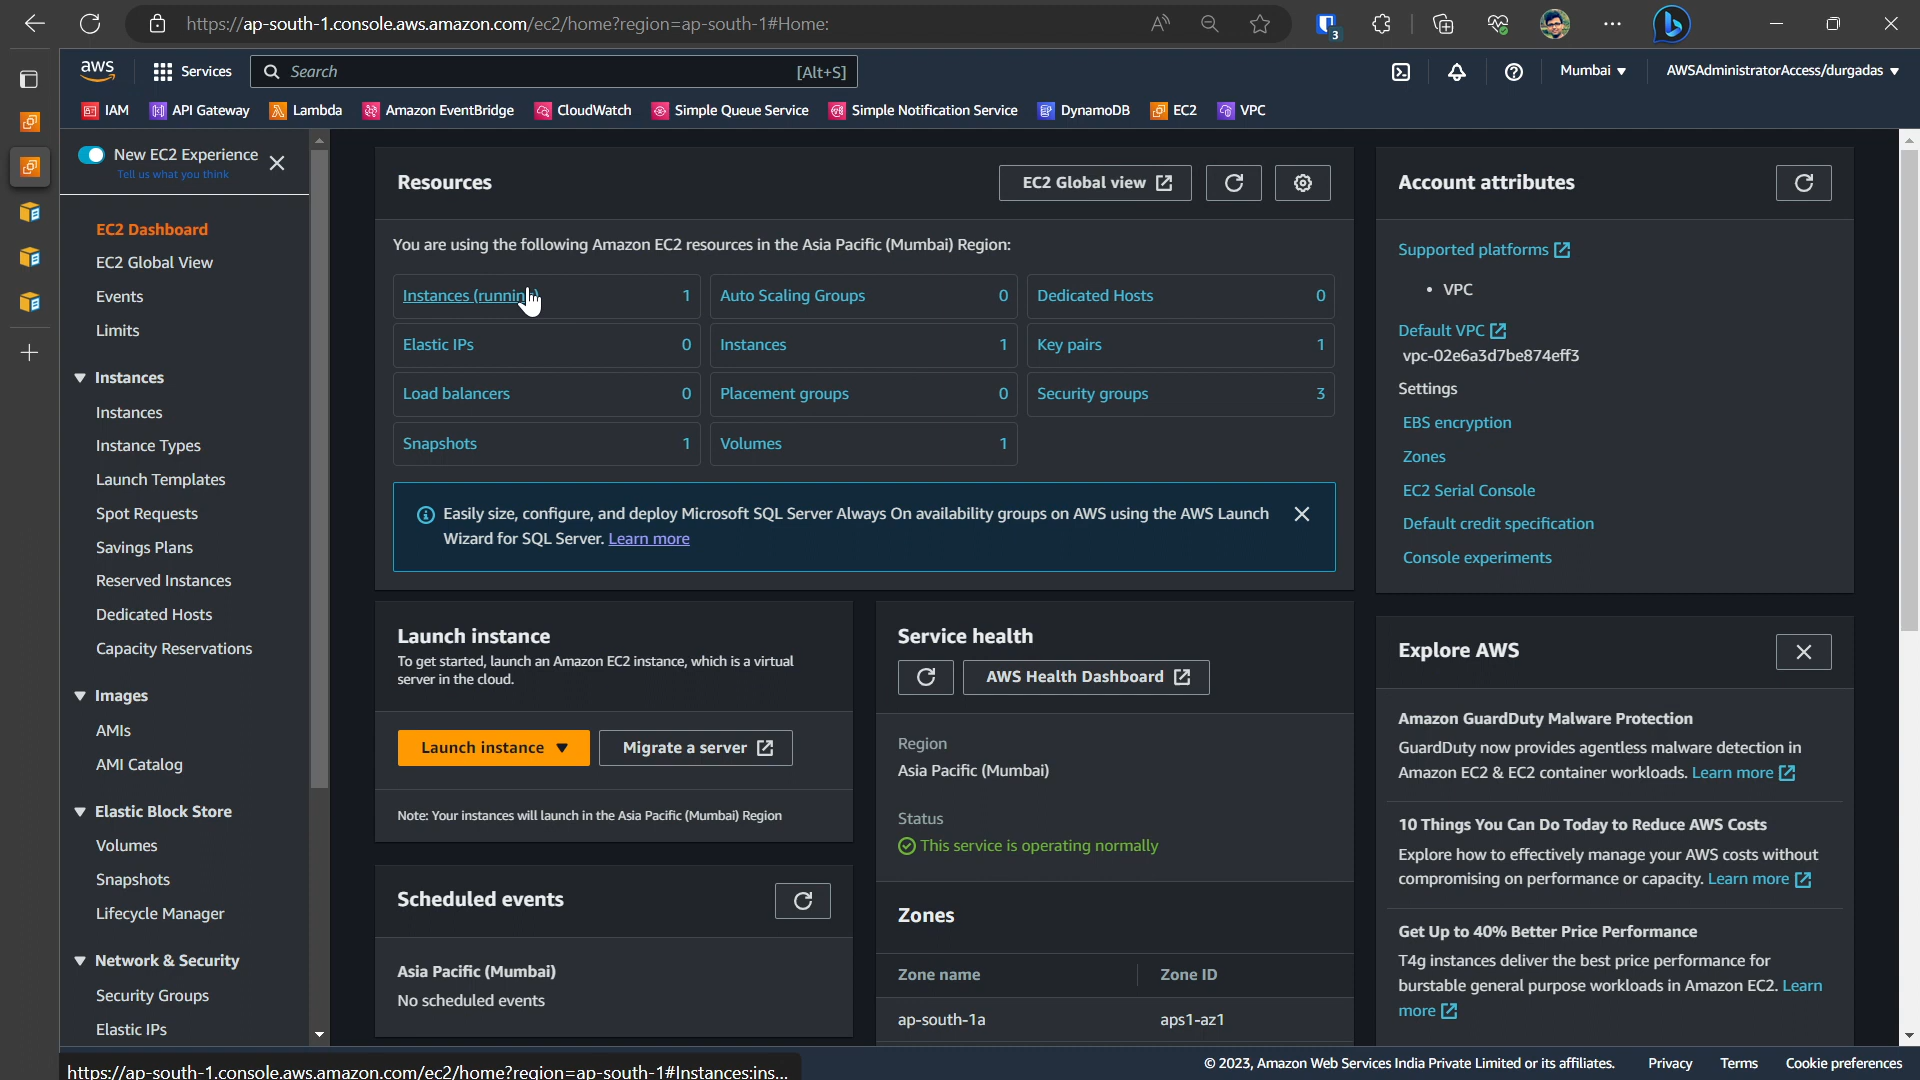 https://ap-south-1.console.aws.amazon.com/ec2/home?region=ap-south-1#Home:
3
aws
Services
Search
[Alt+S]
Mumbai
AWSAdministratorAccess/durgadas
IAM
API Gateway
Lambda
Amazon EventBridge
CloudWatch
Simple Queue Service
Simple Notification Service
DynamoDB
EC2
VPC
New EC2 Experience
Tell us what you think
EC2 Dashboard
EC2 Global View
Events
Limits
Instances
Instances
Instance Types
Launch Templates
Spot Requests
Savings Plans
Reserved Instances
Dedicated Hosts
Capacity Reservations
Images
AMIs
AMI Catalog
Elastic Block Store
Volumes
Snapshots
Lifecycle Manager
Network & Security
Security Groups
Elastic IPs
Resources
EC2 Global view
You are using the following Amazon EC2 resources in the Asia Pacific (Mumbai) Region:
Instances (running) 1
Auto Scaling Groups 0
Dedicated Hosts 0
Elastic IPs 0
Instances 1
Key pairs 1
Load balancers 0
Placement groups 0
Security groups 3
Snapshots 1
Volumes 1
Easily size, configure, and deploy Microsoft SQL Server Always On availability groups on AWS using the AWS Launch
Wizard for SQL Server. Learn more
Launch instance
To get started, launch an Amazon EC2 instance, which is a virtual
server in the cloud.
Launch instance
Migrate a server
Note: Your instances will launch in the Asia Pacific (Mumbai) Region
Scheduled events
Asia Pacific (Mumbai)
No scheduled events
Service health
AWS Health Dashboard
Region
Asia Pacific (Mumbai)
Status
This service is operating normally
Zones
Zone name
Zone ID
ap-south-1a
aps1-az1
Account attributes
Supported platforms
• VPC
Default VPC
vpc-02e6a3d7be874eff3
Settings
EBS encryption
Zones
EC2 Serial Console
Default credit specification
Console experiments
Explore AWS
Amazon GuardDuty Malware Protection
GuardDuty now provides agentless malware detection in
Amazon EC2 & EC2 container workloads. Learn more
10 Things You Can Do Today to Reduce AWS Costs
Explore how to effectively manage your AWS costs without
compromising on performance or capacity. Learn more
Get Up to 40% Better Price Performance
T4g instances deliver the best price performance for
burstable general purpose workloads in Amazon EC2. Learn
more
https://ap-south-1.console.aws.amazon.com/ec2/home?region=ap-south-1#Instances:ins...
© 2023, Amazon Web Services India Private Limited or its affiliates.
Privacy
Terms
Cookie preferences